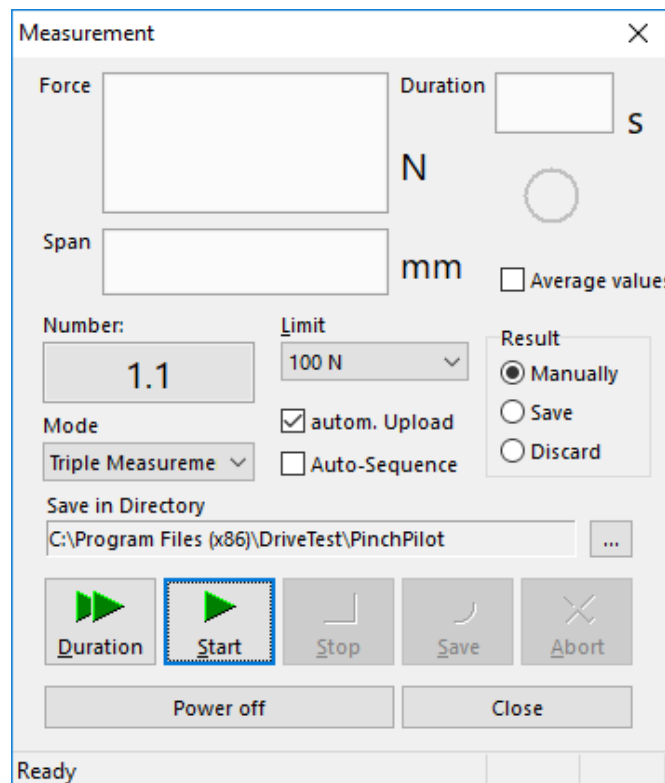 Measurement
Force
Duration
s
N
Span
mm
Average values
Number:
Limit
Result
1.1
100 N
Manually
Mode
autom. Upload
Save
Triple Measureme
Auto-Sequence
Discard
Save in Directory
C:\Program Files (x86)\DriveTest\PinchPilot
...
Duration
Start
Stop
Save
Abort
Power off
Close
Ready